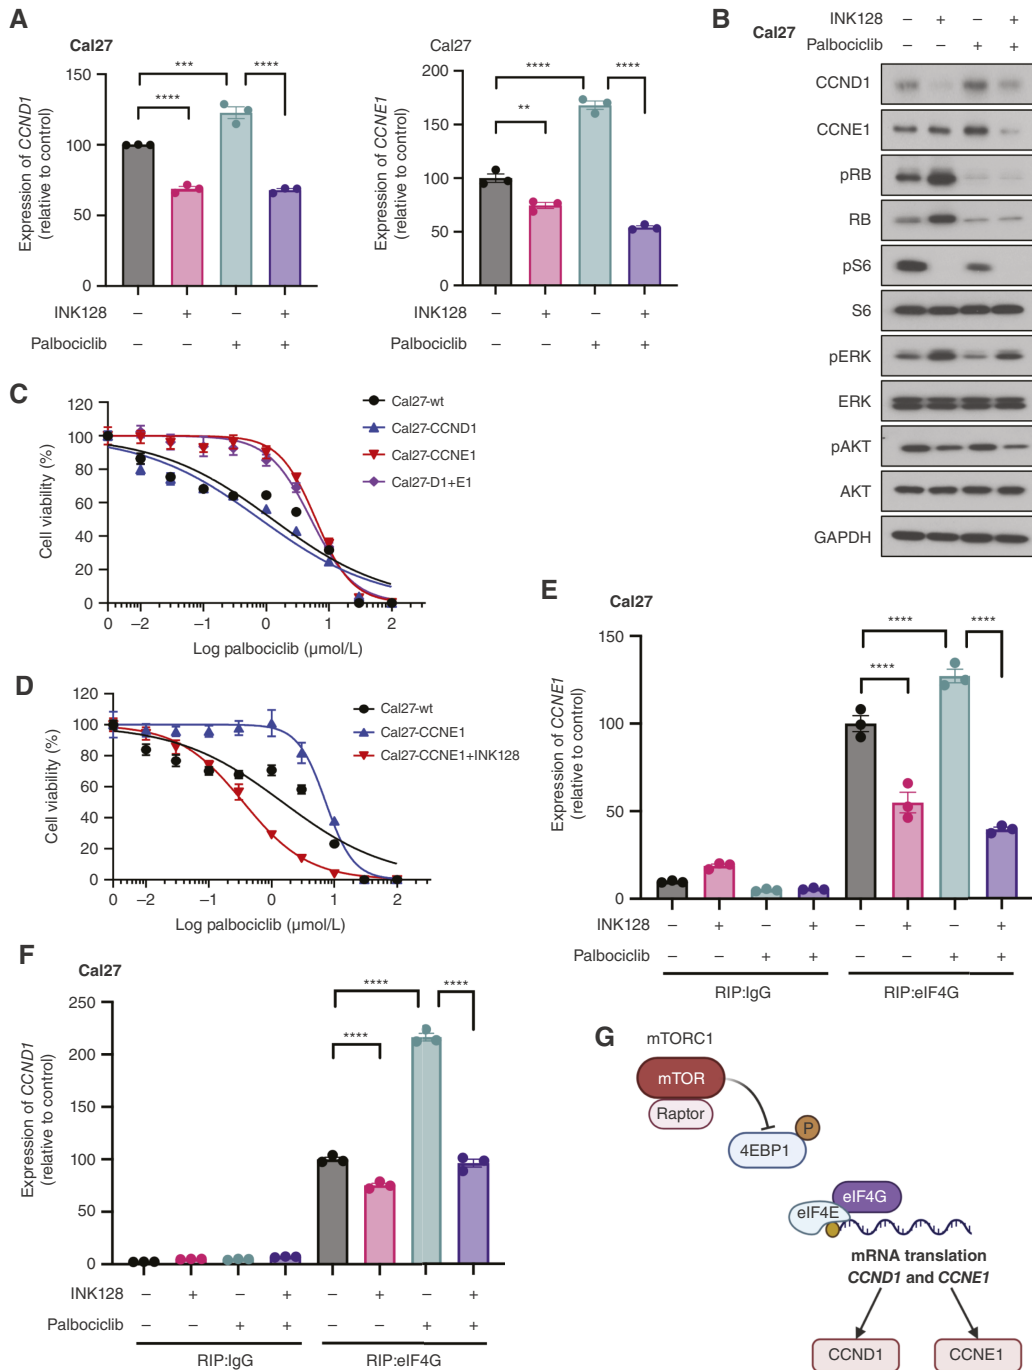 A
Cal27
Expression of CCND1
(relative to control)
150
100
50
0
***
****
****
INK128
– + – +
Palbociclib
– – + +
Cal27
Expression of CCNE1
(relative to control)
200
150
100
50
0
****
****
**
INK128
– + – +
– – + +
B
Cal27
INK128 – + – +
Palbociclib – – + +
CCND1
CCNE1
pRB
RB
pS6
S6
pERK
ERK
pAKT
AKT
GAPDH
C
Cell viability (%)
120
100
80
60
40
20
0
0 –2 –1 0 1 2
Log palbociclib (µmol/L)
Cal27-wt
Cal27-CCND1
Cal27-CCNE1
Cal27-D1+E1
D
Cell viability (%)
120
100
80
60
40
20
0
0 –2 –1 0 1 2
Log palbociclib (µmol/L)
Cal27-wt
Cal27-CCNE1
Cal27-CCNE1+INK128
E
Cal27
Expression of CCNE1
(relative to control)
150
100
50
0
****
****
****
INK128 – + – + – + – +
Palbociclib – – + + – – + +
RIP:IgG RIP:eIF4G
F
Cal27
Expression of CCND1
(relative to control)
250
200
150
100
50
0
****
****
****
INK128 – + – + – + – +
Palbociclib – – + + – – + +
RIP:IgG RIP:eIF4G
G
mTORC1
mTOR
Raptor
P
4EBP1
eIF4G
eIF4E
mRNA translation
CCND1 and CCNE1
CCND1 CCNE1